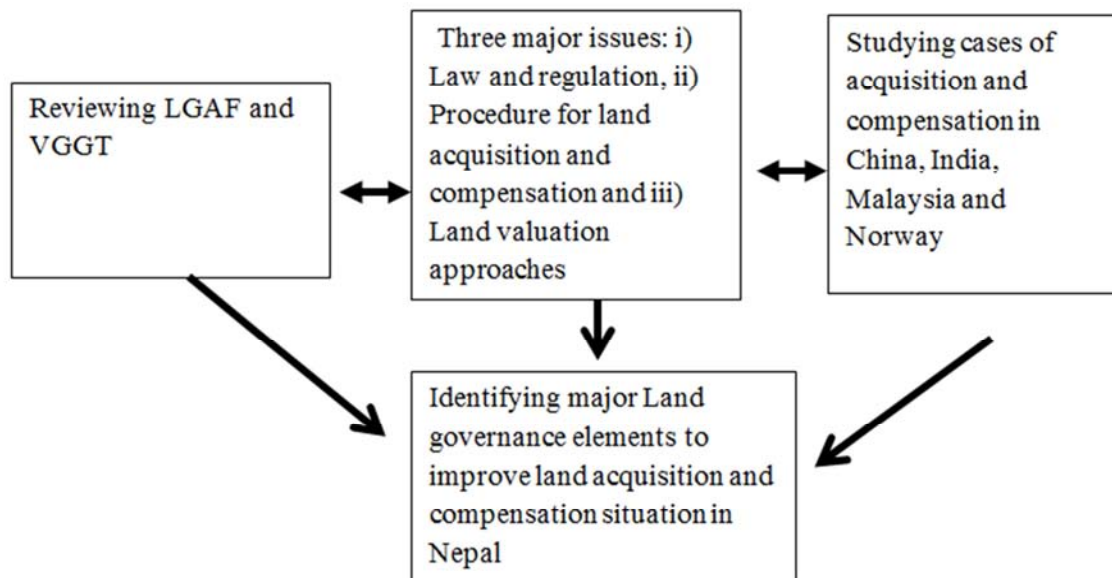 Reviewing LGAF and
VGGT
Three major issues: i)
Law and regulation, ii)
Procedure for land
acquisition and
compensation and iii)
Land valuation
approaches
Studying cases of
acquisition and
compensation in
China, India,
Malaysia and
Norway
Identifying major Land
governance elements to
improve land acquisition and
compensation situation in
Nepal